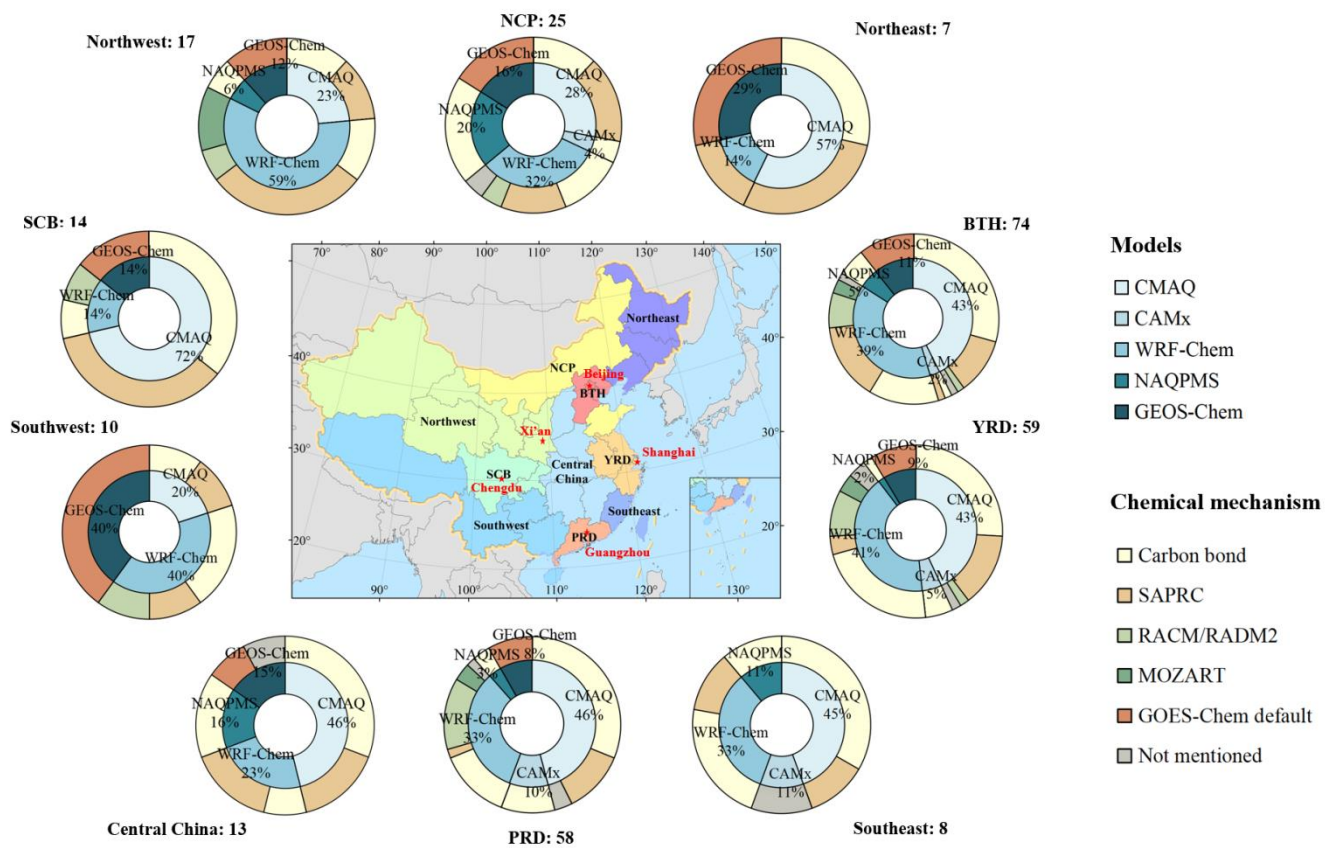 NCP: 25
Northwest: 17
Northeast: 7
GEOS-Chem
12%
CMAQ
23%
NAQPMS
6%
WRF-Chem
59%
GEOS-Chem
16%
CMAQ
28%
CAMx
4%
NAQPMS
20%
WRF-Chem
32%
GEOS-Chem
29%
CMAQ
57%
WRF-Chem
14%
SCB: 14
GEOS-Chem
14%
WRF-Chem
14%
CMAQ
72%
BTH: 74
GEOS-Chem
11%
NAQPMS
5%
CMAQ
43%
WRF-Chem
39%
CAMx
2%
70° 80° 90° 100° 110° 120° 130° 140° 150°
40°
30°
20°
40°
30°
20°
90° 100° 110° 120° 130°
Northeast
NCP
Beijing
BTH
Northwest
Xi'an
YRD
Shanghai
SCB
Chengdu
Central
China
Southwest
Southeast
PRD
Guangzhou
Southwest: 10
CMAQ
20%
GEOS-Chem
40%
WRF-Chem
40%
YRD: 59
GEOS-Chem
9%
NAQPMS
2%
CMAQ
43%
WRF-Chem
41%
CAMx
5%
GEOS-Chem
15%
NAQPMS
16%
CMAQ
46%
WRF-Chem
23%
Central China: 13
GEOS-Chem
8%
NAQPMS
3%
CMAQ
46%
WRF-Chem
33%
CAMx
10%
PRD: 58
NAQPMS
11%
CMAQ
45%
WRF-Chem
33%
CAMx
11%
Southeast: 8
Models
CMAQ
CAMx
WRF-Chem
NAQPMS
GEOS-Chem
Chemical mechanism
Carbon bond
SAPRC
RACM/RADM2
MOZART
GOES-Chem default
Not mentioned